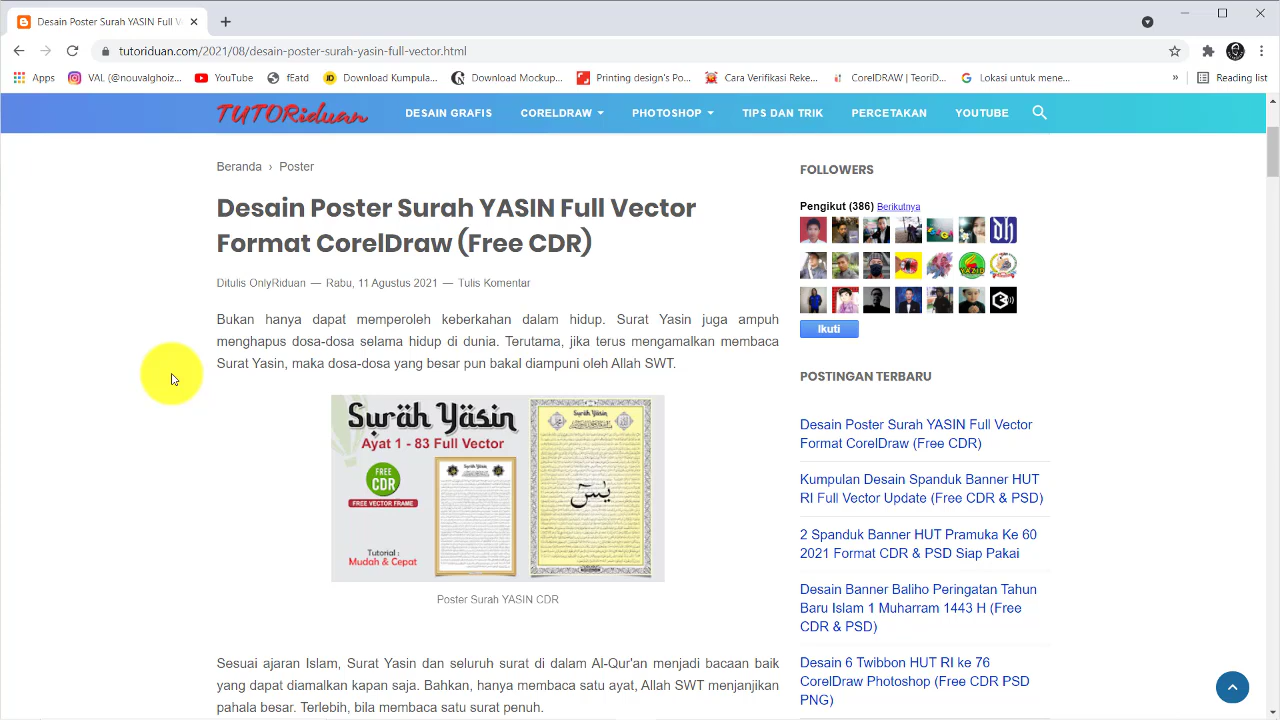 Desain Poster Surah YASIN Full V
tutoriduan.com/2021/08/desain-poster-surah-yasin-full-vector.html
Apps
VAL (@nouvalghoiz...
YouTube
Eatd
Download Kumpula...
Download Mockup...
Printing design's Po...
Cara Verifikasi Reke...
CorelDRAW | TeoriD...
Lokasi untuk mene...
»
Reading list
TUTORiduan
DESAIN GRAFIS
CORELDRAW
PHOTOSHOP
TIPS DAN TRIK
PERCETAKAN
YOUTUBE
Beranda › Poster
Desain Poster Surah YASIN Full Vector
Format CorelDraw (Free CDR)
Ditulis OnlyRiduan — Rabu, 11 Agustus 2021 — Tulis Komentar
Bukan hanya dapat memperoleh keberkahan dalam hidup. Surat Yasin juga ampuh
menghapus dosa-dosa selama hidup di dunia. Terutama, jika terus mengamalkan membaca
Surat Yasin, maka dosa-dosa yang besar pun bakal diampuni oleh Allah SWT.
Surah Yasin
Ayat 1 - 83 Full Vector
FREE
CDR
FREE VECTOR FRAME
Tutorial :
Mudah & Cepat
Surah Yasin
Surah Yasin
يس
Poster Surah YASIN CDR
Sesuai ajaran Islam, Surat Yasin dan seluruh surat di dalam Al-Qur'an menjadi bacaan baik
yang dapat diamalkan kapan saja. Bahkan, hanya membaca satu ayat, Allah SWT menjanjikan
pahala besar. Terlebih, bila membaca satu surat penuh.
FOLLOWERS
Pengikut (386) Berikutnya
Ikuti
POSTINGAN TERBARU
Desain Poster Surah YASIN Full Vector
Format CorelDraw (Free CDR)
Kumpulan Desain Spanduk Banner HUT
RI Full Vector Update (Free CDR & PSD)
2 Spanduk Banner HUT Pramuka Ke 60
2021 Format CDR & PSD Siap Pakai
Desain Banner Baliho Peringatan Tahun
Baru Islam 1 Muharram 1443 H (Free
CDR & PSD)
Desain 6 Twibbon HUT RI ke 76
CorelDraw Photoshop (Free CDR PSD
PNG)